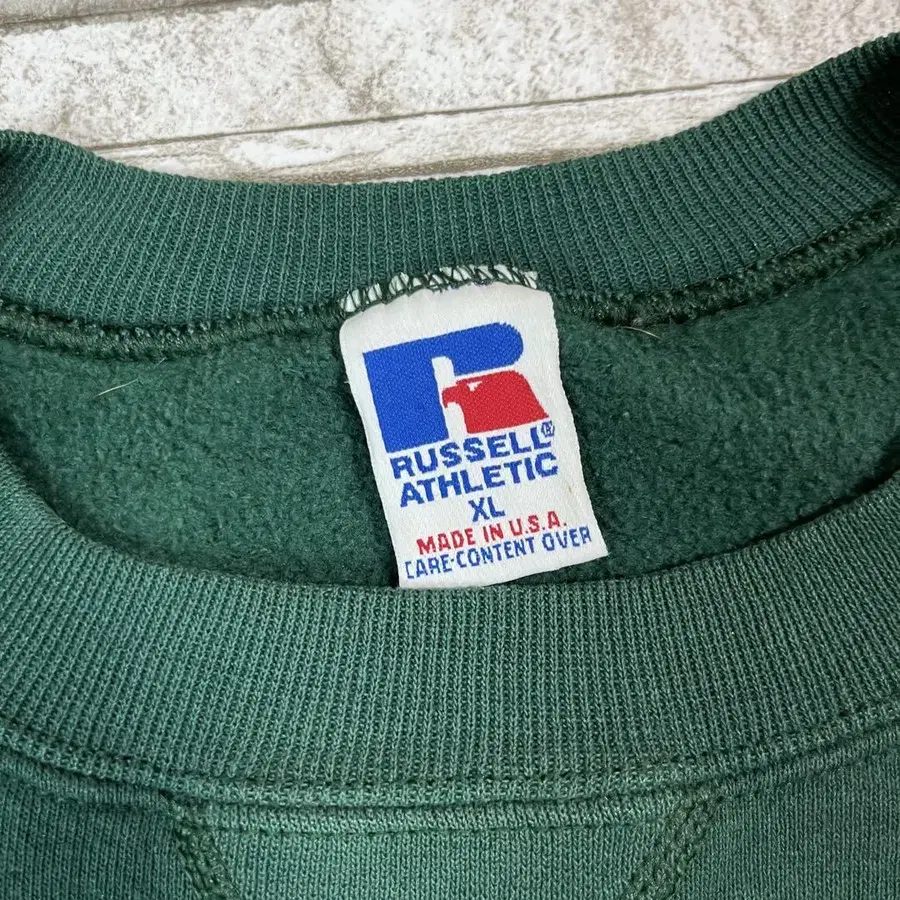 RUSSELL®
ATHLETIC
XL
MADE IN U.S.A.
CARE-CONTENT OVER